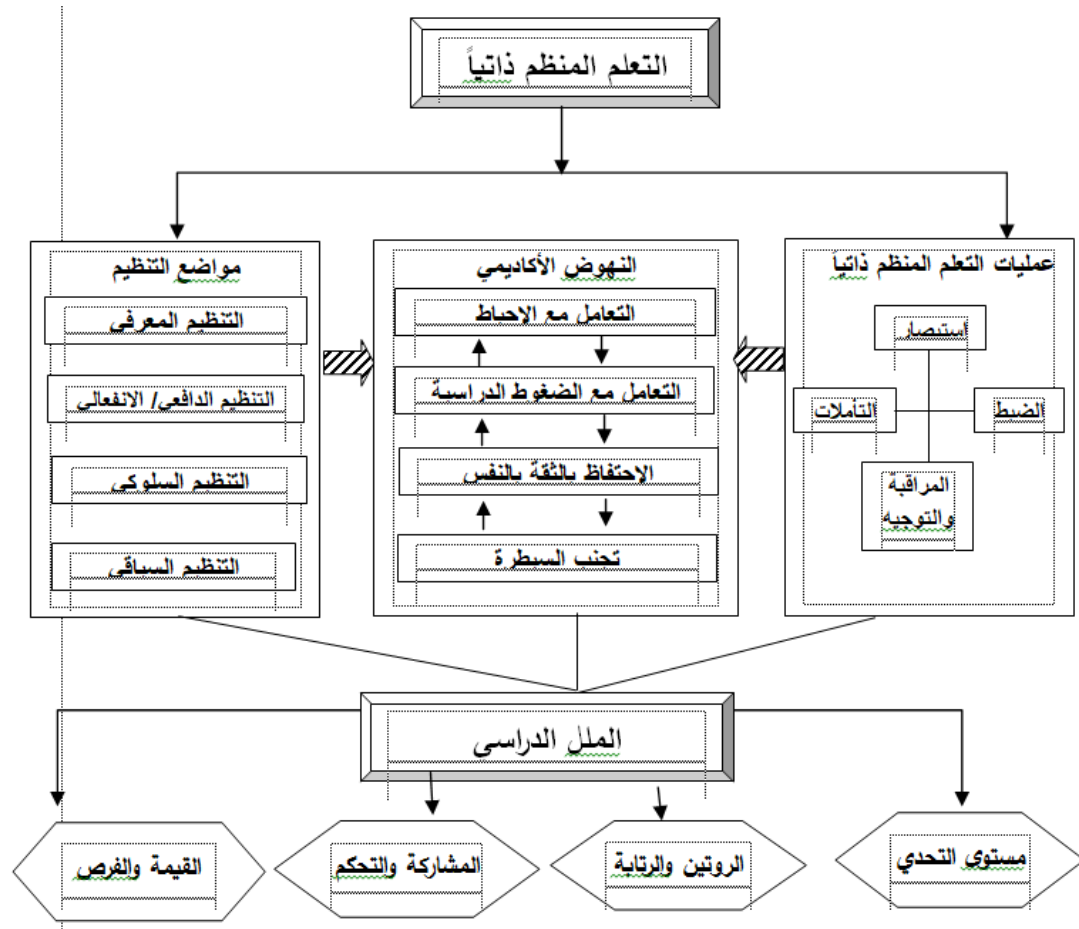 التعلم المنظم ذاتياً
عمليات التعلم المنظم ذاتياً
استبصار
الضبط
التأملات
المراقبة
والتوجيه
النهوض الأكاديمي
التعامل مع الإحباط
التعامل مع الضغوط الدراسية
الإحتفاظ بالثقة بالنفس
تجنب السيطرة
مواضع التنظيم
التنظيم المعرفي
التنظيم الدافعي/ الانفعالي
التنظيم السلوكي
التنظيم السياقي
الملل الدراسي
مستوى التحدي
الروتين والرتابة
المشاركة والتحكم
القيمة والفرص